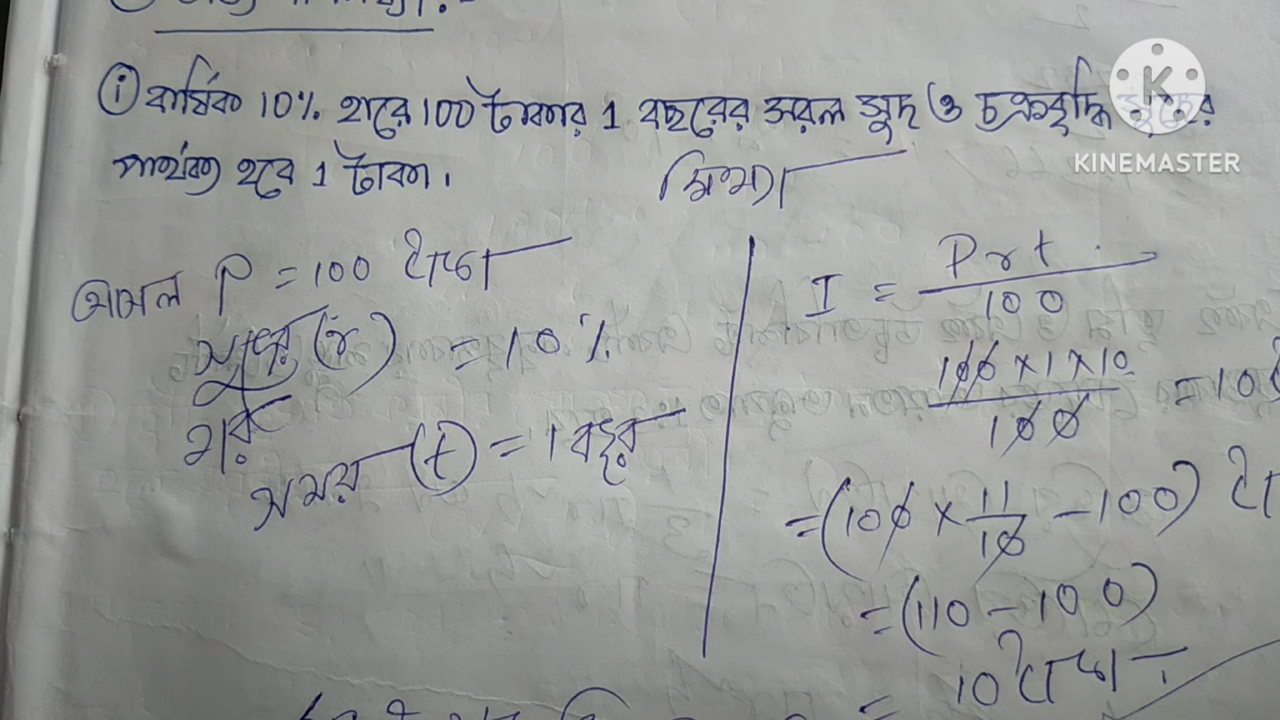 ⓘ বার্ষিক 10% হারে 100 টাকার 1 বছরের সরল সুদ ও চক্রবৃদ্ধি সুদের
পার্থক্য হবে 1 টাকা।
মিথ্যা
KINEMASTER
আসল P = 100 টাকা
সুদের (r) = 10%
হার
সময় (t) = 1 বছর
I = Prt / 100
100 × 1 × 10 / 100 = 10
= (100 × 11/10 - 100)
= (110 - 100)
= 10 টাকা